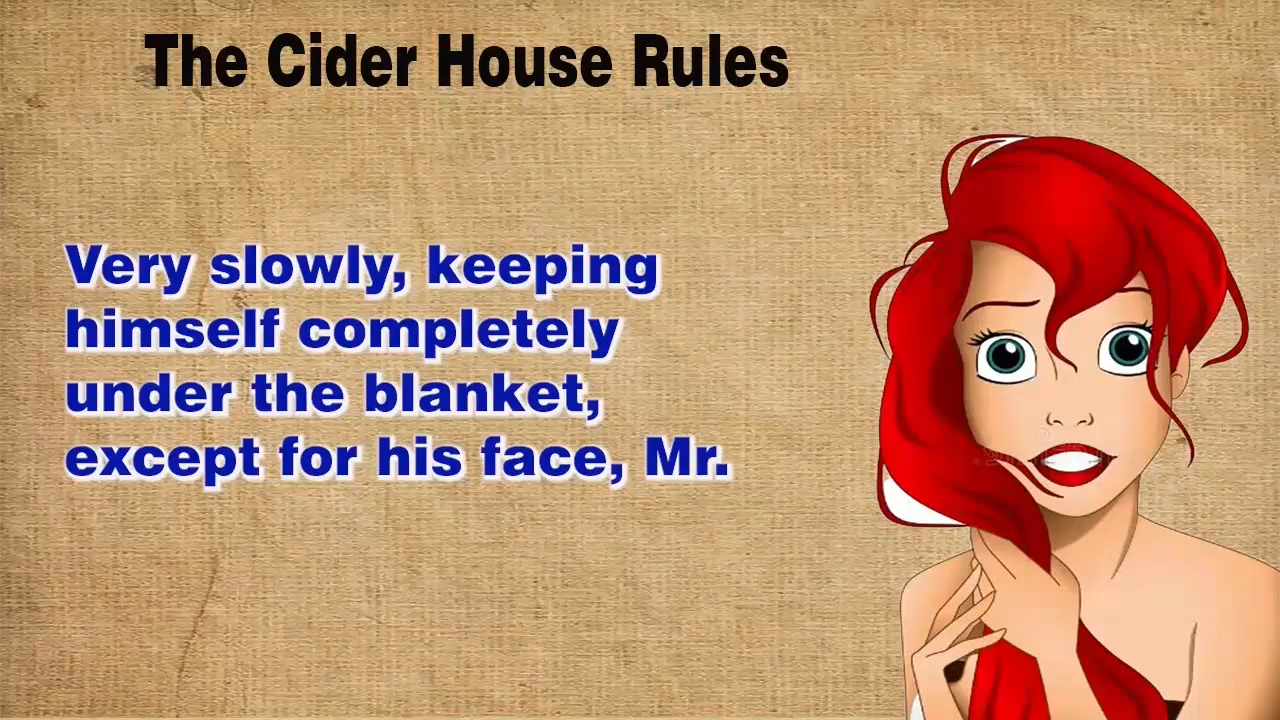 The Cider House Rules
Very slowly, keeping
himself completely
under the blanket,
except for his face, Mr.